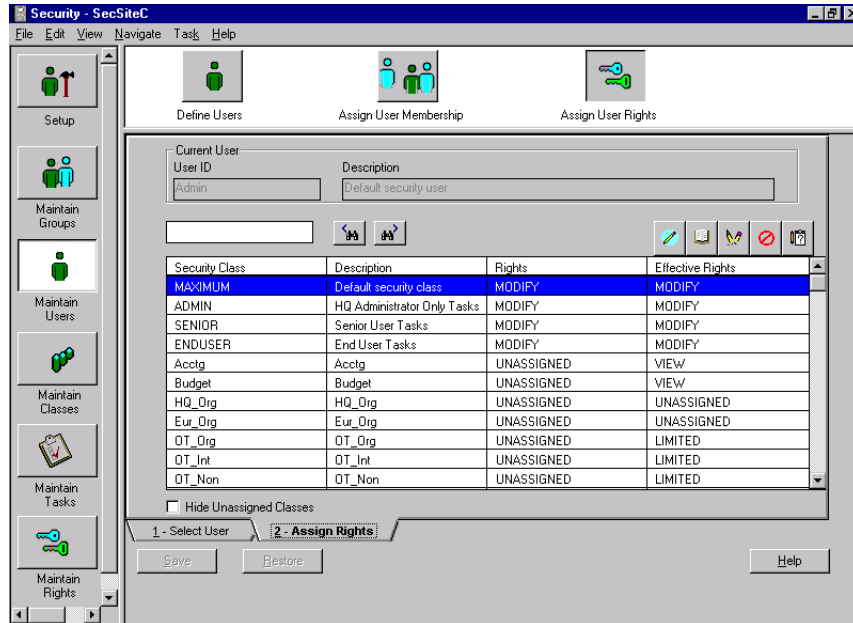 Security - SecSiteC
File Edit View Navigate Task Help
Setup
Maintain Groups
Maintain Users
Maintain Classes
Maintain Tasks
Maintain Rights
Define Users Assign User Membership Assign User Rights
Current User
User ID Description
Admin Default security user
Security Class Description Rights Effective Rights
MAXIMUM Default security class MODIFY MODIFY
ADMIN HQ Administrator Only Tasks MODIFY MODIFY
SENIOR Senior User Tasks MODIFY MODIFY
ENDUSER End User Tasks MODIFY MODIFY
Acctg Acctg UNASSIGNED VIEW
Budget Budget UNASSIGNED VIEW
HQ_Org HQ_Org UNASSIGNED UNASSIGNED
Eur_Org Eur_Org UNASSIGNED UNASSIGNED
OT_Org OT_Org UNASSIGNED LIMITED
OT_Int OT_Int UNASSIGNED LIMITED
OT_Non OT_Non UNASSIGNED LIMITED
Hide Unassigned Classes
1 - Select User 2 - Assign Rights
Save Restore Help